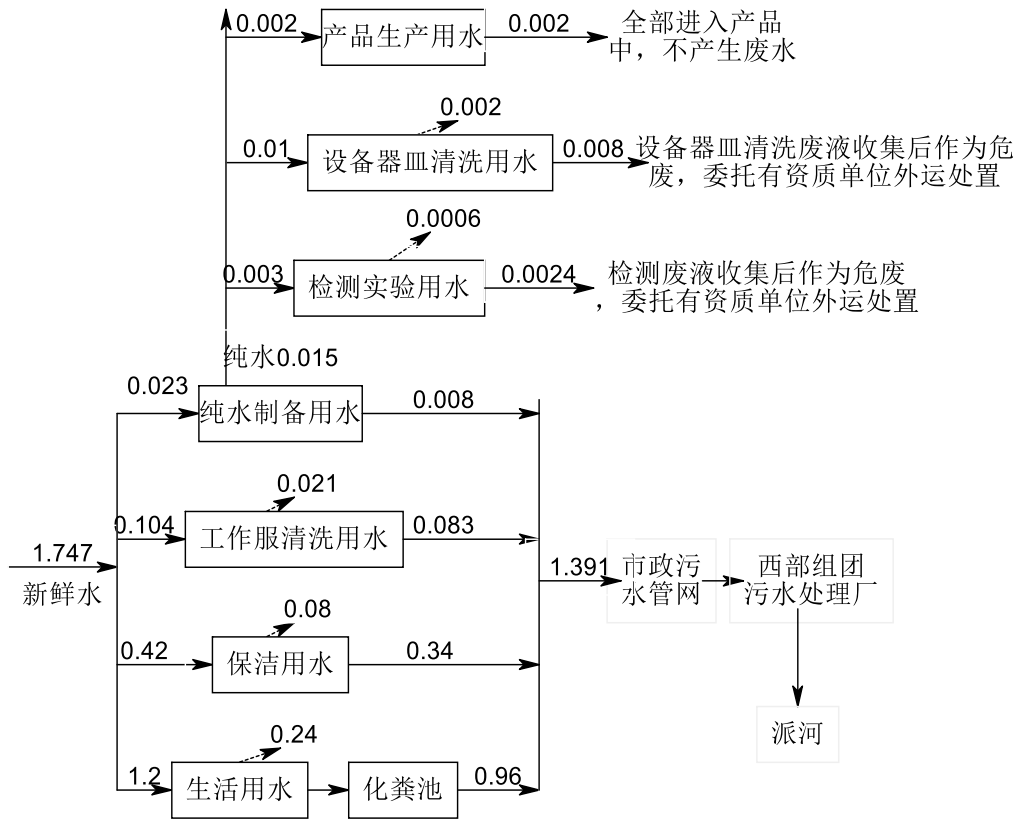 0.002
产品生产用水
0.002
全部进入产品
中，不产生废水
0.002
0.01
设备器皿清洗用水
0.008
设备器皿清洗废液收集后作为危
废，委托有资质单位外运处置
0.0006
0.003
检测实验用水
0.0024
检测废液收集后作为危废
，委托有资质单位外运处置
纯水0.015
0.023
纯水制备用水
0.008
0.021
0.104
工作服清洗用水
0.083
1.747
新鲜水
1.391
市政污
水管网
西部组团
污水处理厂
0.08
0.42
保洁用水
0.34
派河
0.24
1.2
生活用水
化粪池
0.96